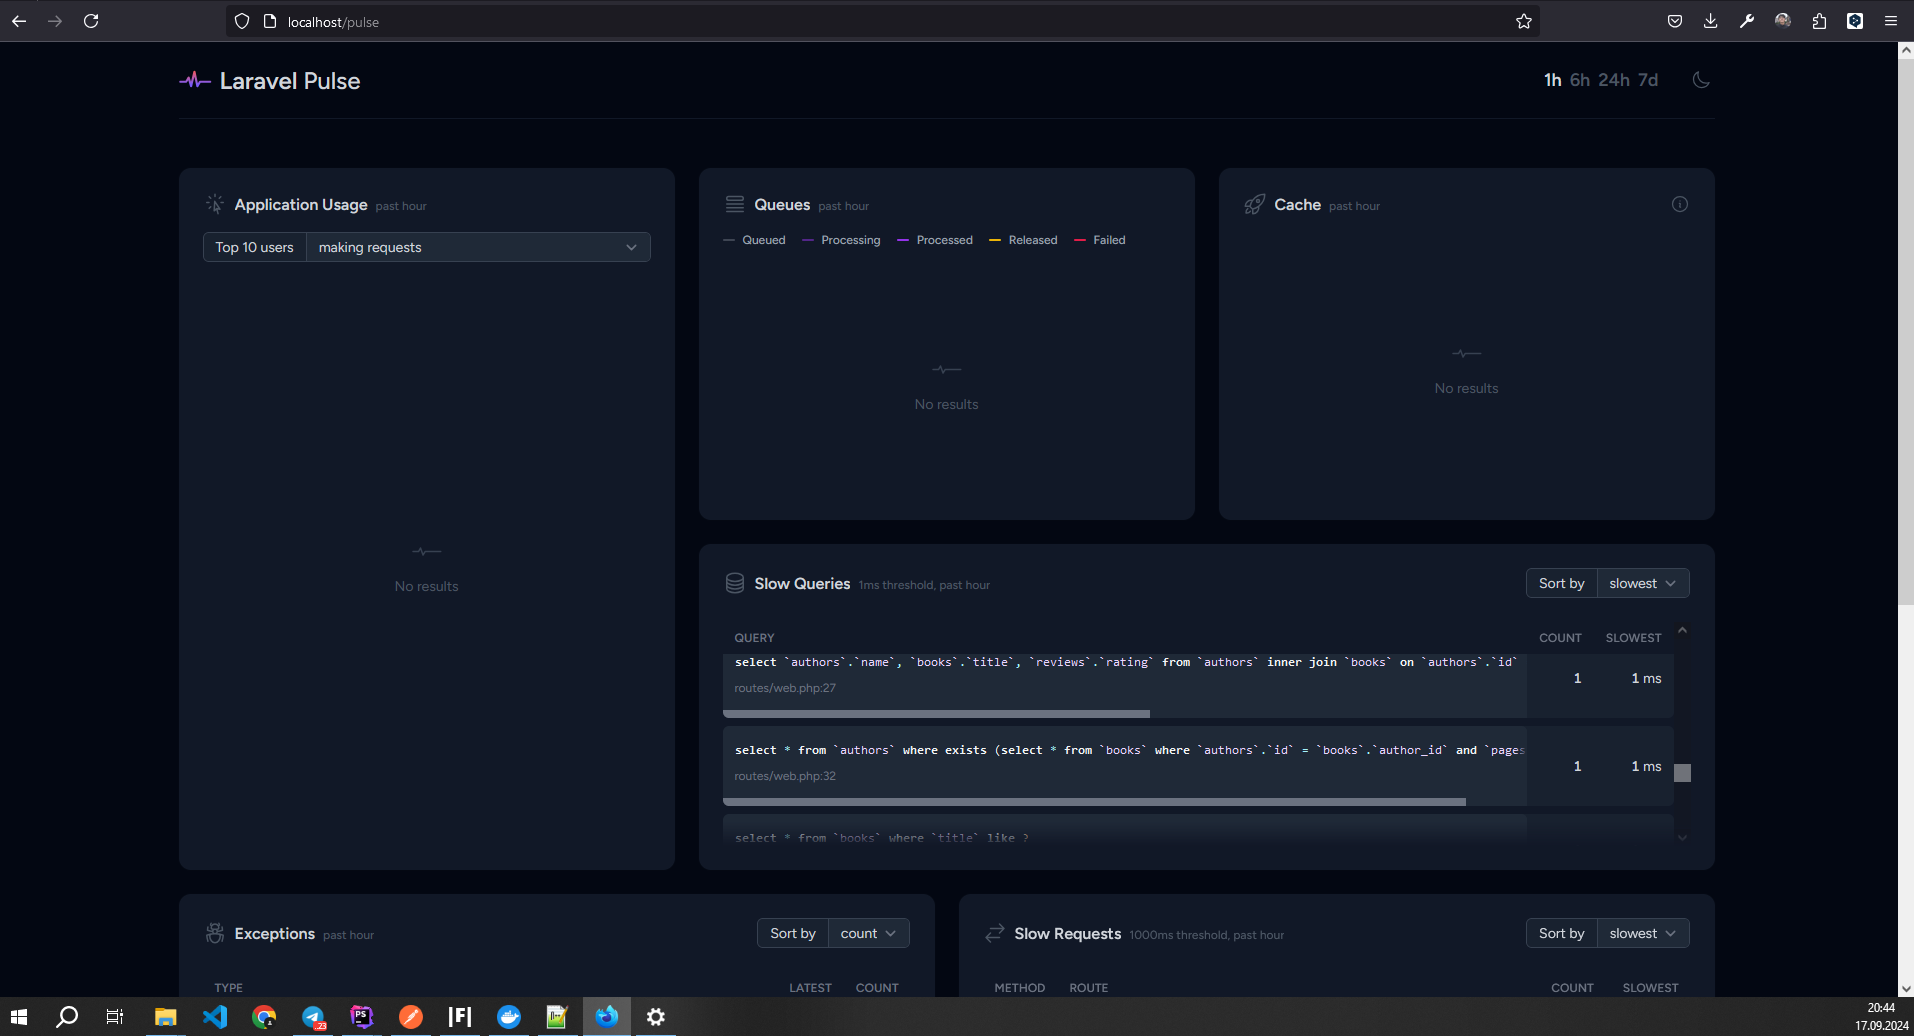 localhost/pulse
Laravel Pulse
1h 6h 24h 7d
Application Usage past hour
Top 10 users making requests
No results
Queues past hour
Queued Processing Processed Released Failed
No results
Cache past hour
No results
Slow Queries 1ms threshold, past hour
Sort by slowest
QUERY COUNT SLOWEST
select `authors`.`name`, `books`.`title`, `reviews`.`rating` from `authors` inner join `books` on `authors`.`id`
routes/web.php:27
1 1 ms
select * from `authors` where exists (select * from `books` where `authors`.`id` = `books`.`author_id` and `pages
routes/web.php:32
1 1 ms
select * from `books` where `title` like ?
Exceptions past hour
Sort by count
TYPE LATEST COUNT
Slow Requests 1000ms threshold, past hour
Sort by slowest
METHOD ROUTE COUNT SLOWEST
23
PS
|F|
20:44
17.09.2024